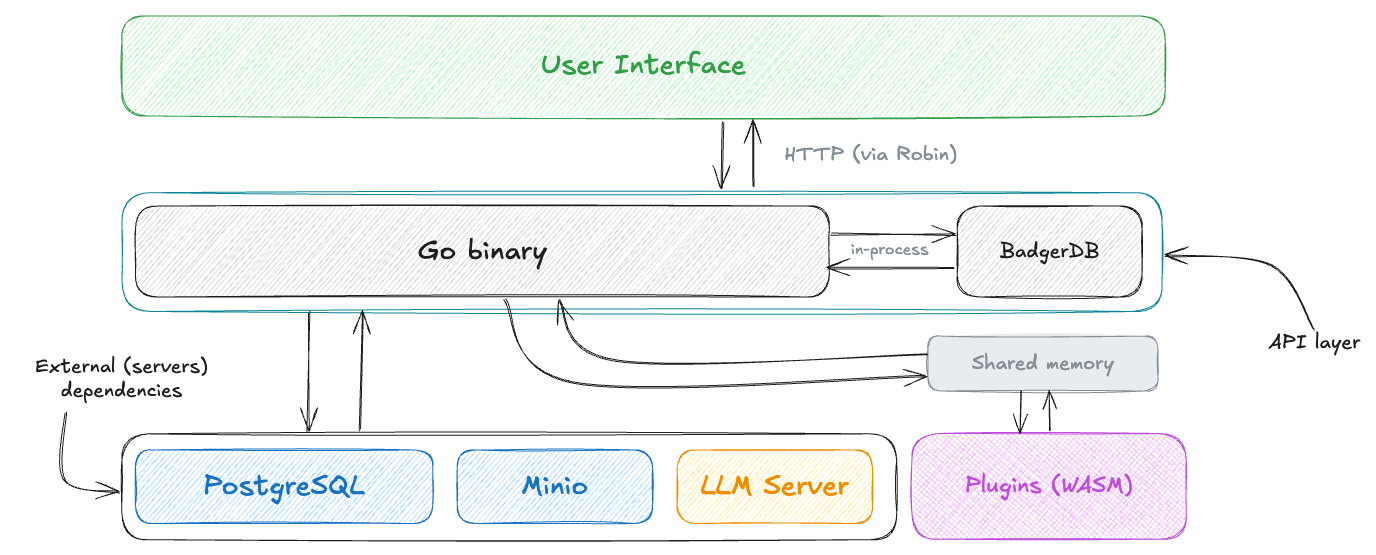 User Interface
HTTP (via Robin)
Go binary
in-process
BadgerDB
API layer
External (servers)
dependencies
Shared memory
PostgreSQL
Minio
LLM Server
Plugins (WASM)